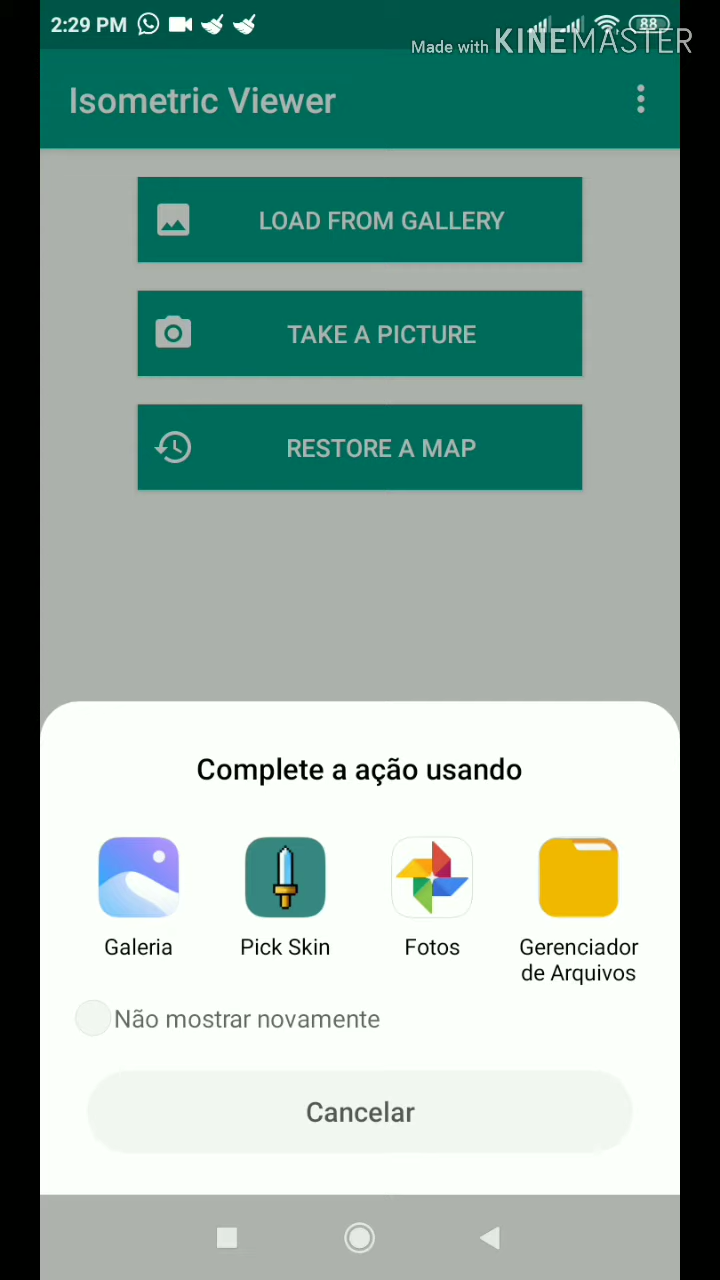 2:29 PM
88
Made with KINEMASTER
Isometric Viewer
LOAD FROM GALLERY
TAKE A PICTURE
RESTORE A MAP
Complete a ação usando
Galeria
Pick Skin
Fotos
Gerenciador
de Arquivos
Não mostrar novamente
Cancelar